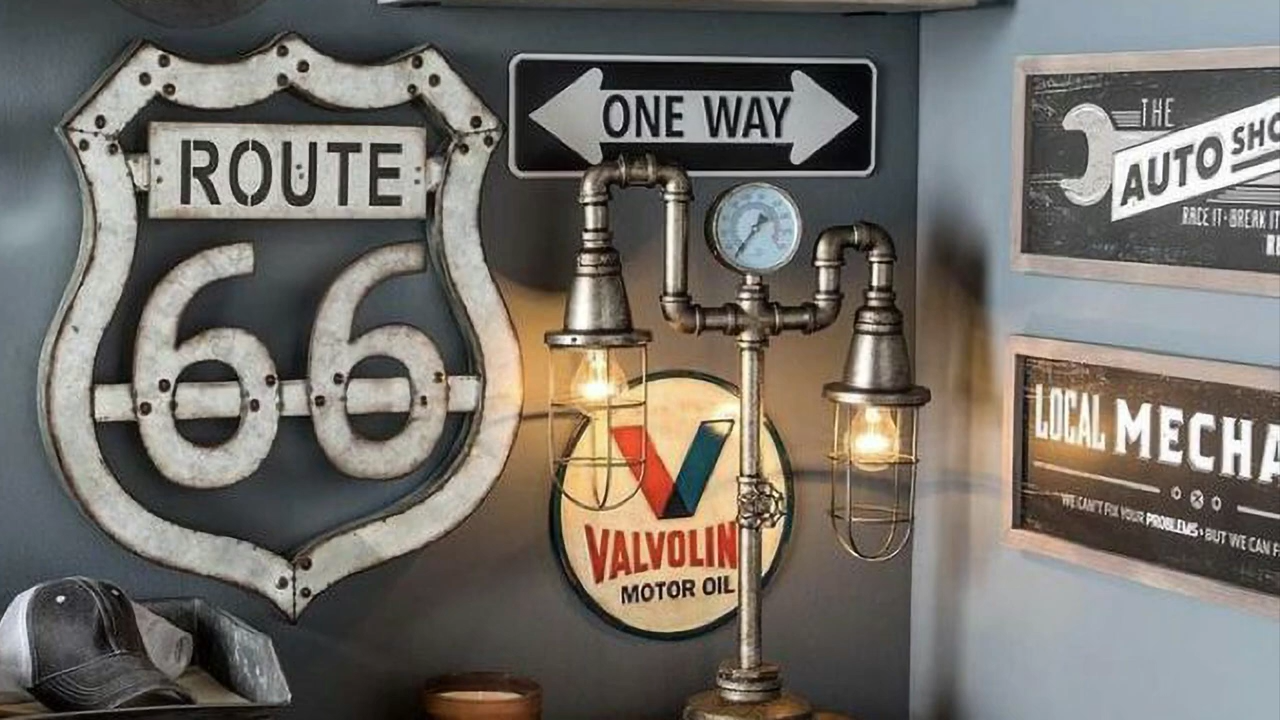 ROUTE
66
ONE WAY
VALVOLIN
MOTOR OIL
THE
AUTO SHO
RACE IT · BREAK IT
LOCAL MECHA
WE CAN'T FIX YOUR PROBLEMS · BUT WE CAN F